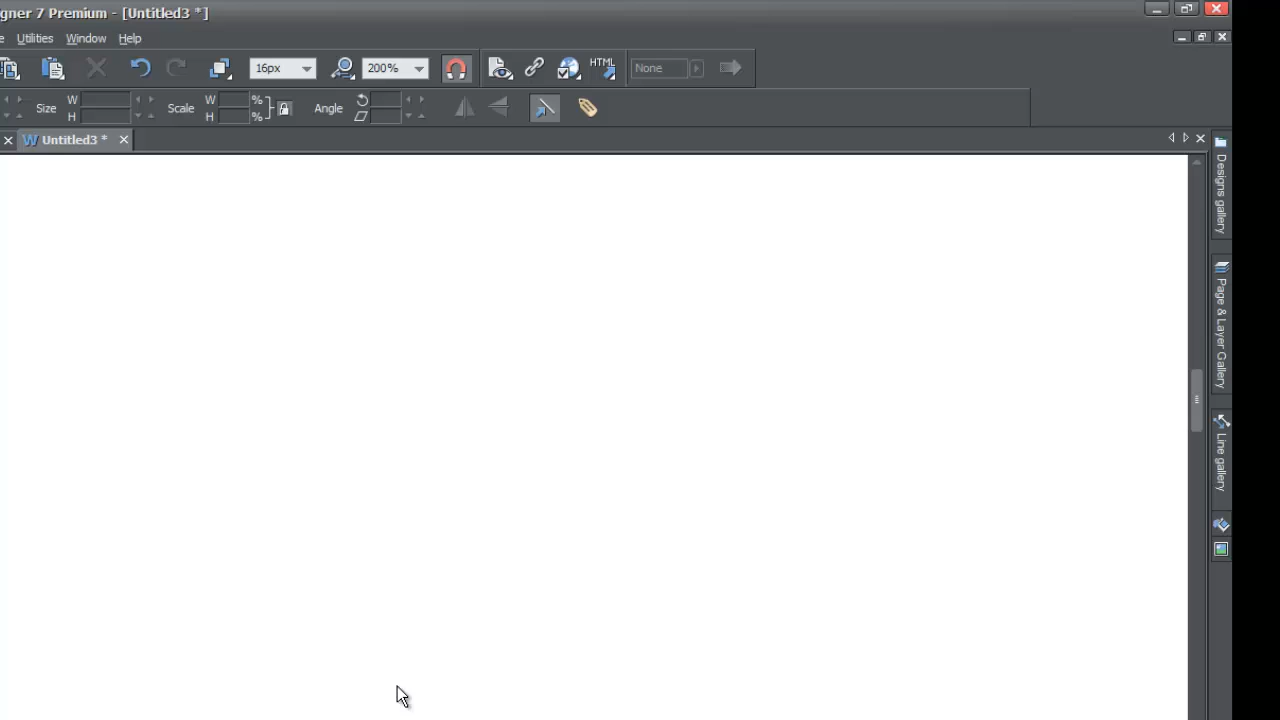 gner 7 Premium - [Untitled3 *]
e Utilities Window Help
16px 200% HTML None
Size W H Scale W % H % Angle
W Untitled3 *
Designs gallery
Page & Layer Gallery
Line gallery